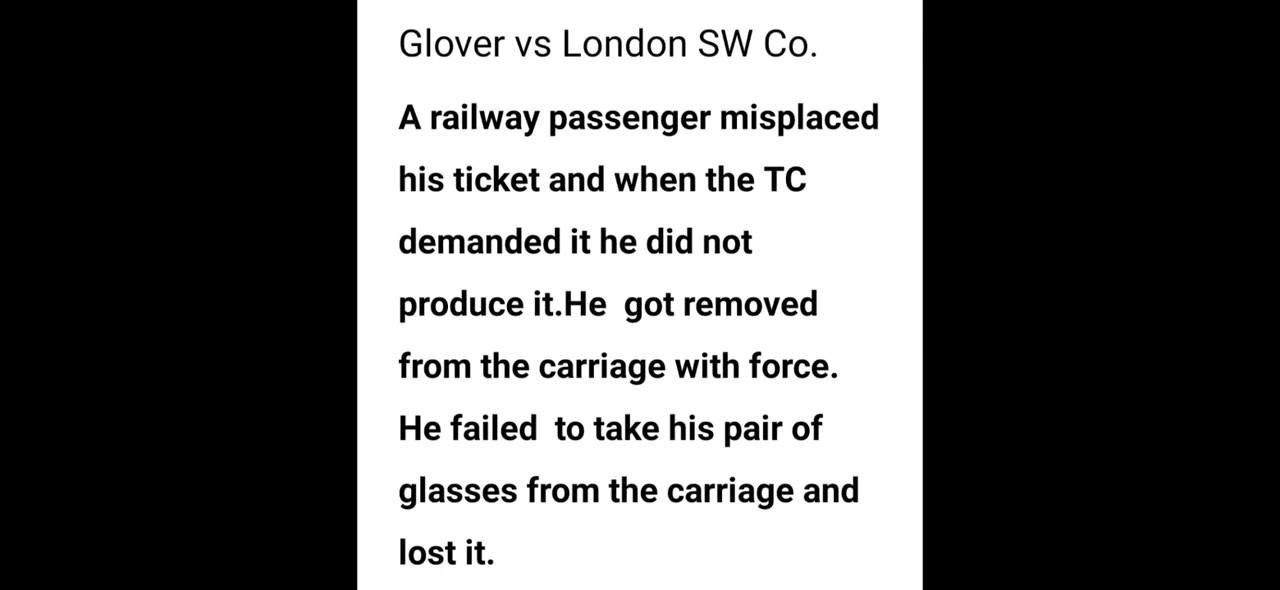 Glover vs London SW Co.
A railway passenger misplaced
his ticket and when the TC
demanded it he did not
produce it.He  got removed
from the carriage with force.
He failed  to take his pair of
glasses from the carriage and
lost it.